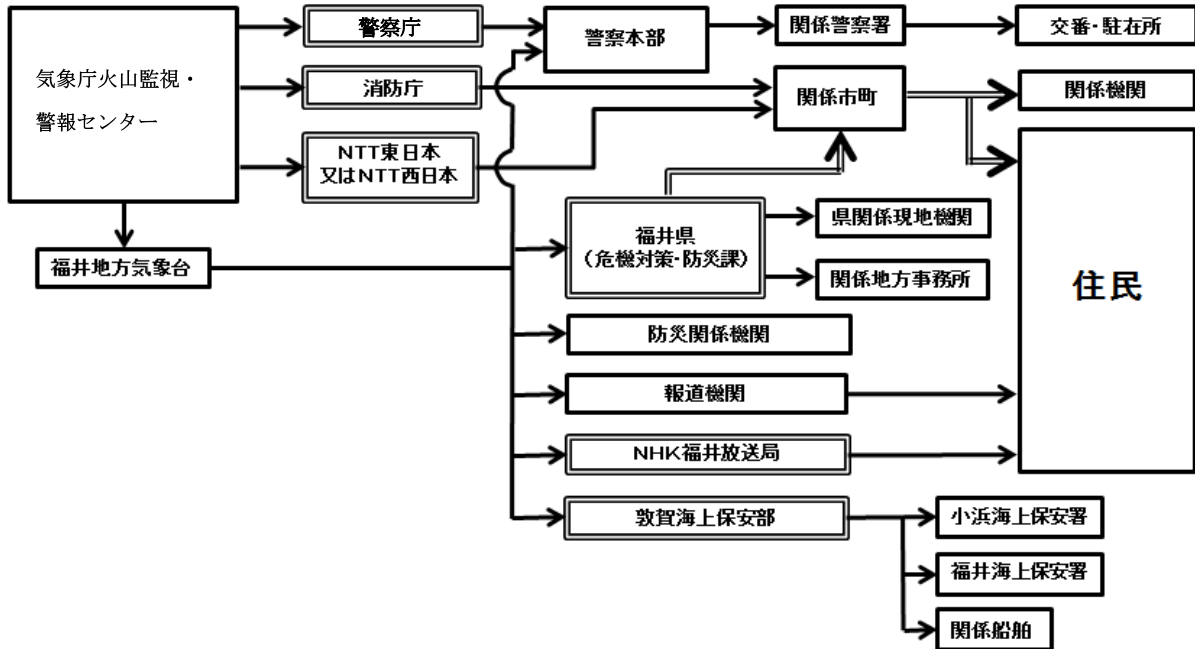 気象庁火山監視・
警報センター
警察庁
消防庁
NTT東日本
又はNTT西日本
福井地方気象台
警察本部
関係警察署
交番・駐在所
関係市町
関係機関
福井県
（危機対策・防災課）
県関係現地機関
関係地方事務所
住民
防災関係機関
報道機関
NHK福井放送局
敦賀海上保安部
小浜海上保安署
福井海上保安署
関係船舶